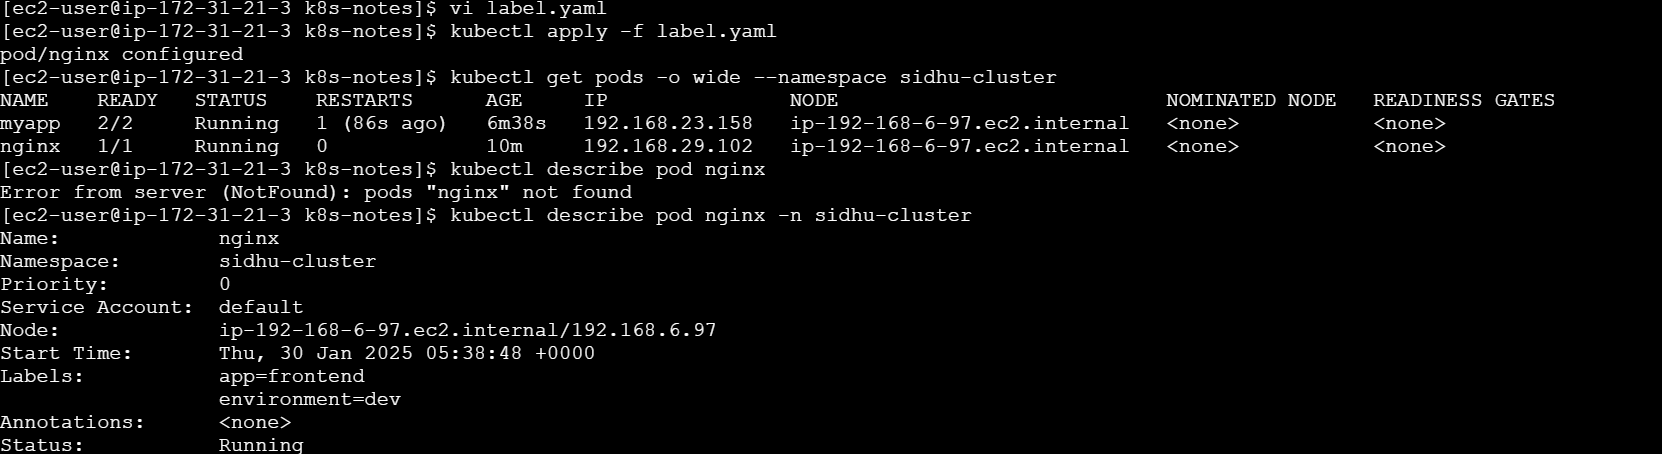 [ec2-user@ip-172-31-21-3 k8s-notes]$ vi label.yaml
[ec2-user@ip-172-31-21-3 k8s-notes]$ kubectl apply -f label.yaml
pod/nginx configured
[ec2-user@ip-172-31-21-3 k8s-notes]$ kubectl get pods -o wide --namespace sidhu-cluster
NAME    READY   STATUS    RESTARTS      AGE     IP               NODE                           NOMINATED NODE   READINESS GATES
myapp   2/2     Running   1 (86s ago)   6m38s   192.168.23.158   ip-192-168-6-97.ec2.internal   <none>           <none>
nginx   1/1     Running   0             10m     192.168.29.102   ip-192-168-6-97.ec2.internal   <none>           <none>
[ec2-user@ip-172-31-21-3 k8s-notes]$ kubectl describe pod nginx
Error from server (NotFound): pods "nginx" not found
[ec2-user@ip-172-31-21-3 k8s-notes]$ kubectl describe pod nginx -n sidhu-cluster
Name:             nginx
Namespace:        sidhu-cluster
Priority:         0
Service Account:  default
Node:             ip-192-168-6-97.ec2.internal/192.168.6.97
Start Time:       Thu, 30 Jan 2025 05:38:48 +0000
Labels:           app=frontend
                  environment=dev
Annotations:      <none>
Status:           Running